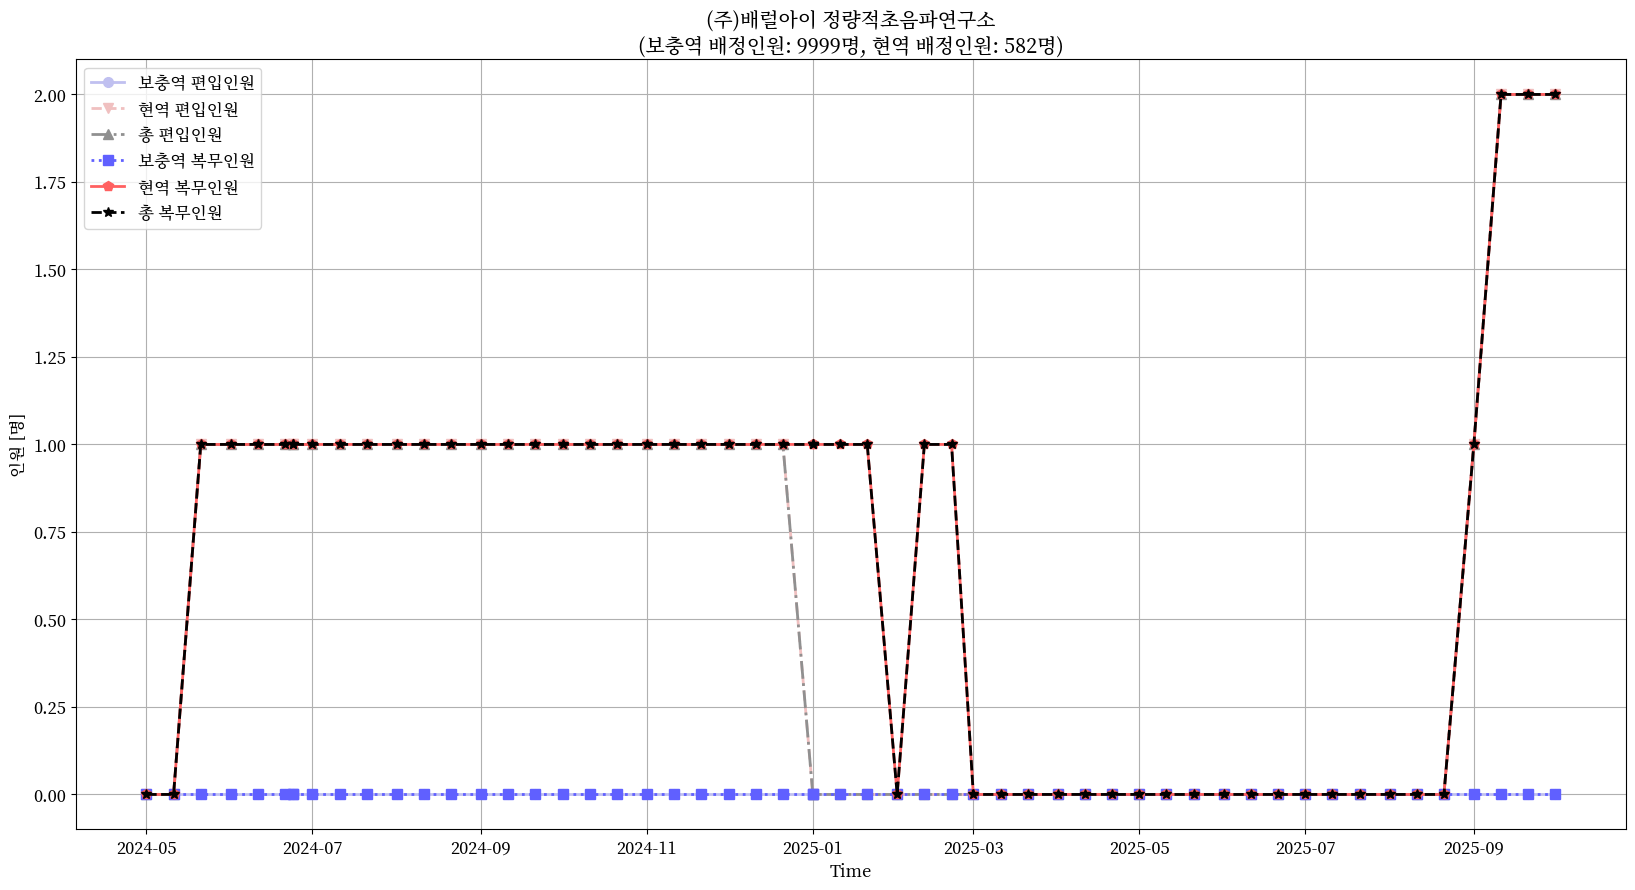 (주)배럴아이 정량적초음파연구소
(보충역 배정인원: 9999명, 현역 배정인원: 582명)
보충역 편입인원
현역 편입인원
총 편입인원
보충역 복무인원
현역 복무인원
총 복무인원
2.00
1.75
1.50
1.25
1.00
0.75
0.50
0.25
0.00
인원 [명]
2024-05
2024-07
2024-09
2024-11
2025-01
2025-03
2025-05
2025-07
2025-09
Time